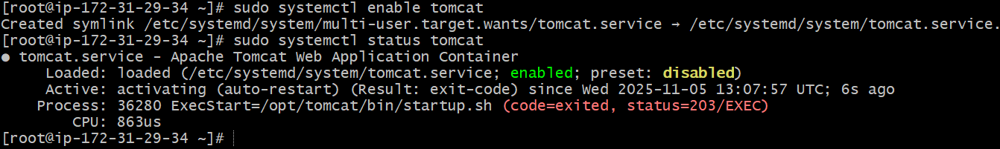 [root@ip-172-31-29-34 ~]# sudo systemctl enable tomcat
Created symlink /etc/systemd/system/multi-user.target.wants/tomcat.service → /etc/systemd/system/tomcat.service.
[root@ip-172-31-29-34 ~]# sudo systemctl status tomcat
● tomcat.service - Apache Tomcat Web Application Container
     Loaded: loaded (/etc/systemd/system/tomcat.service; enabled; preset: disabled)
     Active: activating (auto-restart) (Result: exit-code) since Wed 2025-11-05 13:07:57 UTC; 6s ago
    Process: 36280 ExecStart=/opt/tomcat/bin/startup.sh (code=exited, status=203/EXEC)
        CPU: 863us
[root@ip-172-31-29-34 ~]#